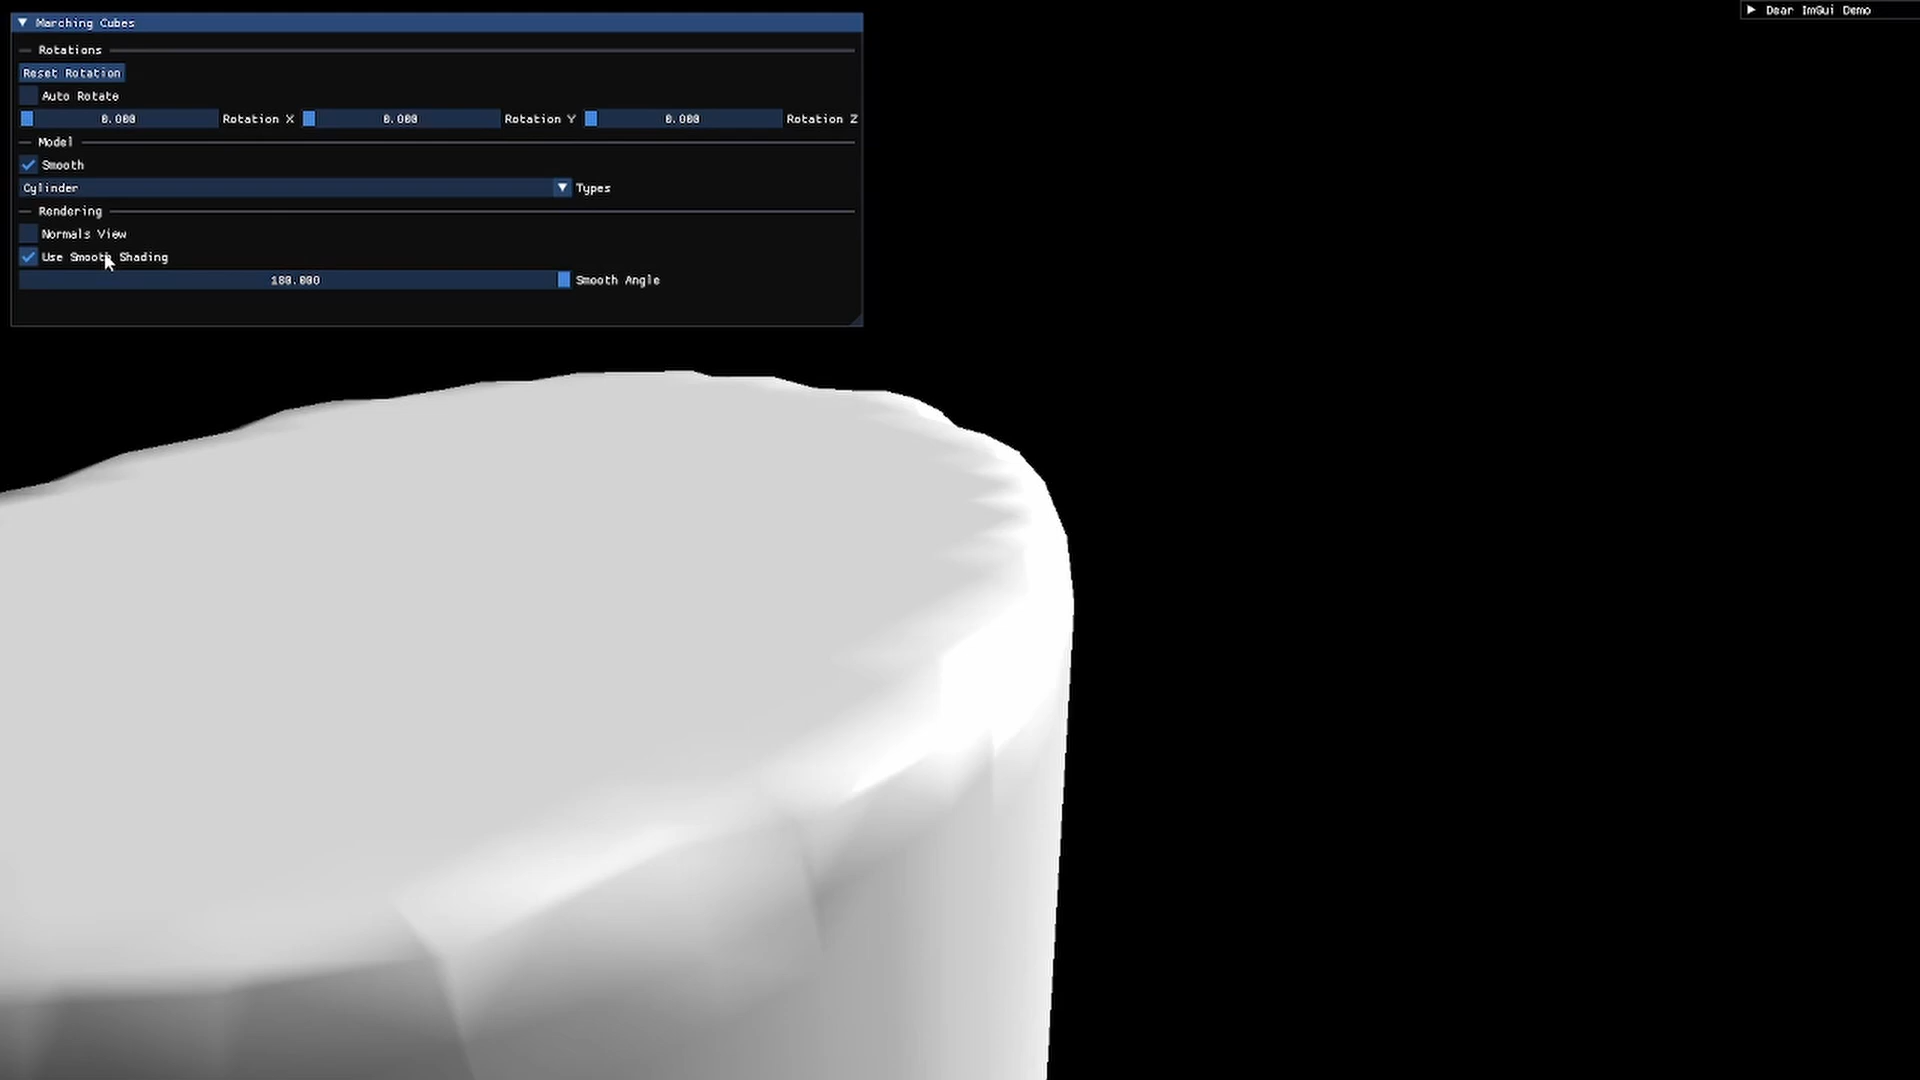 Marching Cubes
Dear ImGui Demo
Rotations
Reset Rotation
Auto Rotate
0.000 Rotation X 0.000 Rotation Y 0.000 Rotation Z
Model
Smooth
Cylinder Types
Rendering
Normals View
Use Smooth Shading
180.000 Smooth Angle